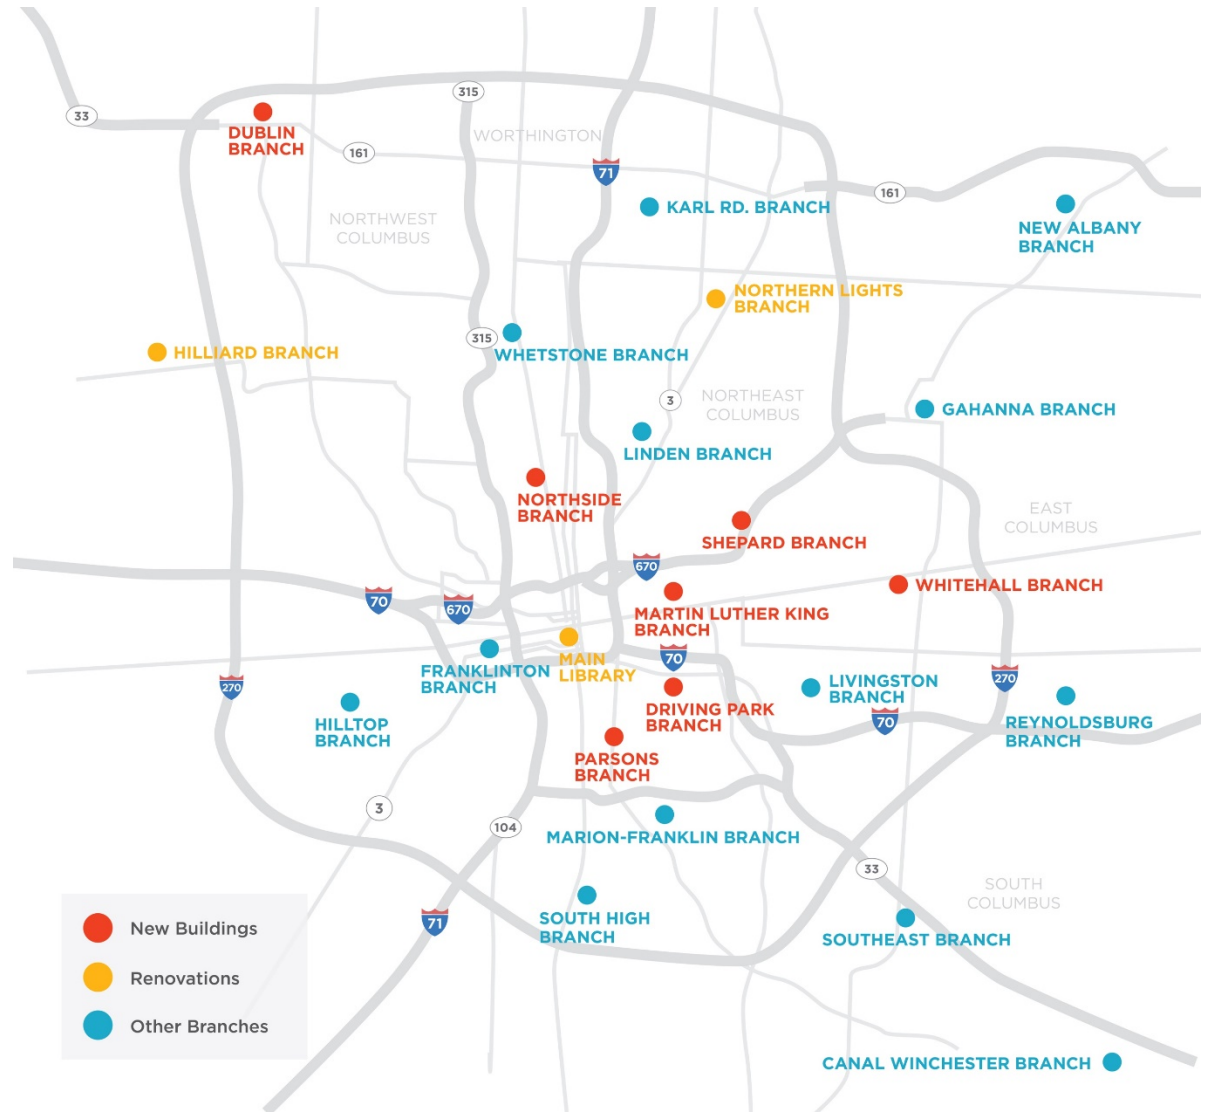 315
33
DUBLIN
BRANCH
161
WORTHINGTON
71
161
KARL RD. BRANCH
NORTHWEST
COLUMBUS
NEW ALBANY
BRANCH
NORTHERN LIGHTS
BRANCH
315
HILLIARD BRANCH
WHETSTONE BRANCH
3
NORTHEAST
COLUMBUS
GAHANNA BRANCH
LINDEN BRANCH
NORTHSIDE
BRANCH
EAST
COLUMBUS
SHEPARD BRANCH
670
WHITEHALL BRANCH
70
670
MARTIN LUTHER KING
BRANCH
MAIN
LIBRARY
70
FRANKLINTON
BRANCH
270
LIVINGSTON
BRANCH
270
DRIVING PARK
BRANCH
70
REYNOLDSBURG
BRANCH
HILLTOP
BRANCH
PARSONS
BRANCH
3
104
MARION-FRANKLIN BRANCH
33
SOUTH
COLUMBUS
71
SOUTH HIGH
BRANCH
SOUTHEAST BRANCH
New Buildings
Renovations
Other Branches
CANAL WINCHESTER BRANCH